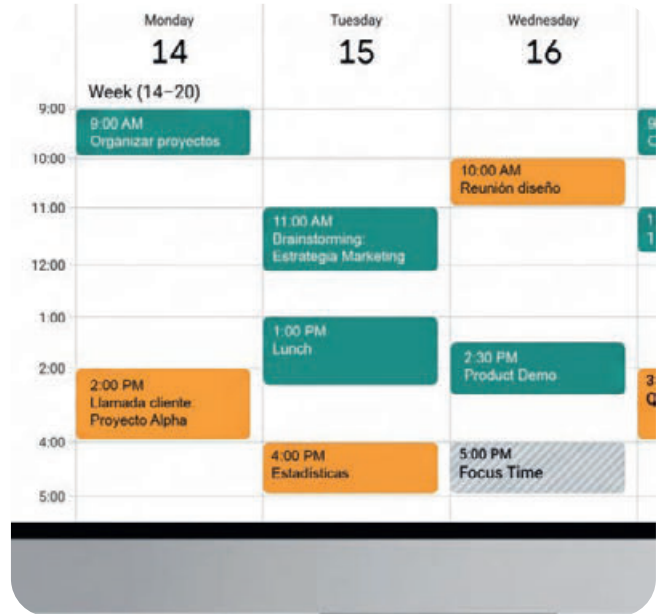 Monday
14
Tuesday
15
Wednesday
16
Week (14–20)
9:00
9:00 AM
Organizar proyectos
10:00
10:00 AM
Reunión diseño
11:00
11:00 AM
Brainstorming:
Estrategia Marketing
12:00
1:00
1:00 PM
Lunch
2:00
2:00 PM
Llamada cliente:
Proyecto Alpha
2:30 PM
Product Demo
4:00
4:00 PM
Estadísticas
5:00 PM
Focus Time
5:00